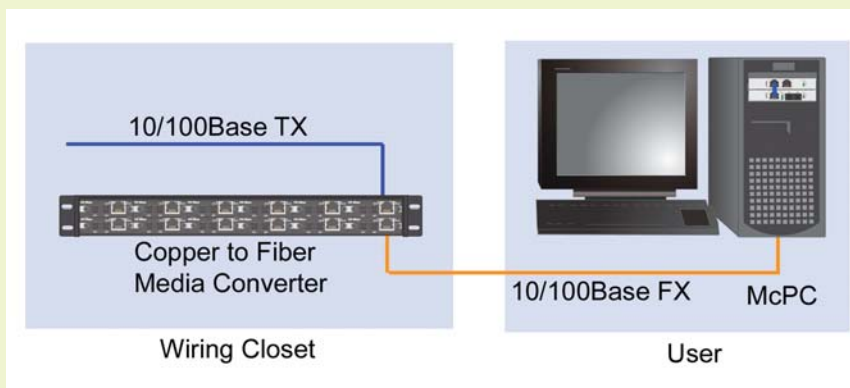 10/100Base TX
Copper to Fiber
Media Converter
10/100Base FX
McPC
Wiring Closet
User